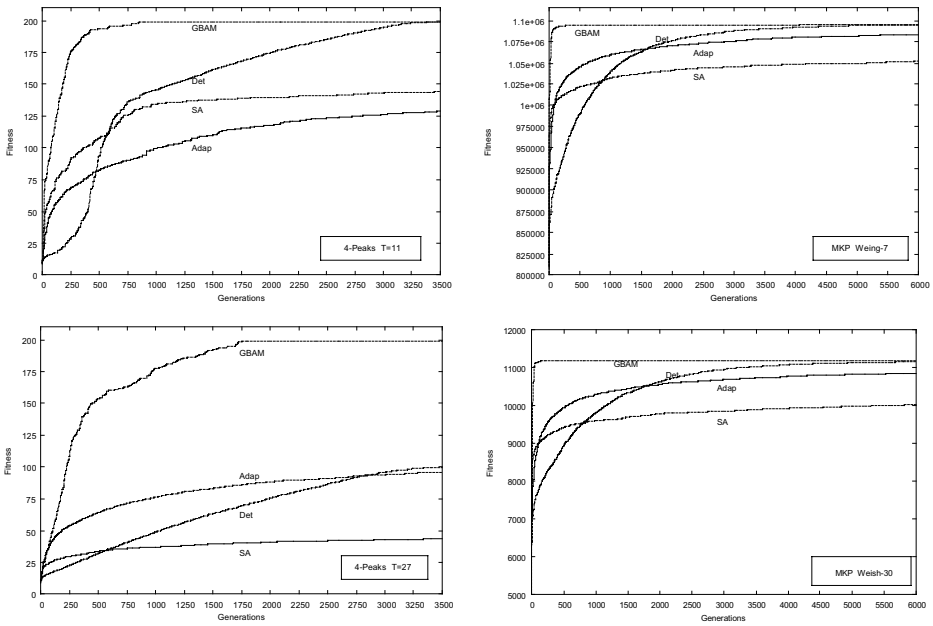 200
175
150
125
100
75
50
25
0
Fitness
GBAM
Det
SA
Adap
4-Peaks T=11
0 250 500 750 1000 1250 1500 1750 2000 2250 2500 2750 3000 3250 3500
Generations
1.1e+06
1.075e+06
1.05e+06
1.025e+06
1e+06
975000
950000
925000
900000
875000
850000
825000
800000
Fitness
GBAM
Det
Adap
SA
MKP Weing-7
0 500 1000 1500 2000 2500 3000 3500 4000 4500 5000 5500 6000
Generations
200
175
150
125
100
75
50
25
0
Fitness
GBAM
Adap
Det
SA
4-Peaks T=27
0 250 500 750 1000 1250 1500 1750 2000 2250 2500 2750 3000 3250 3500
Generations
12000
11000
10000
9000
8000
7000
6000
5000
Fitness
GBAM
Det
Adap
SA
MKP Weish-30
0 500 1000 1500 2000 2500 3000 3500 4000 4500 5000 5500 6000
Generations